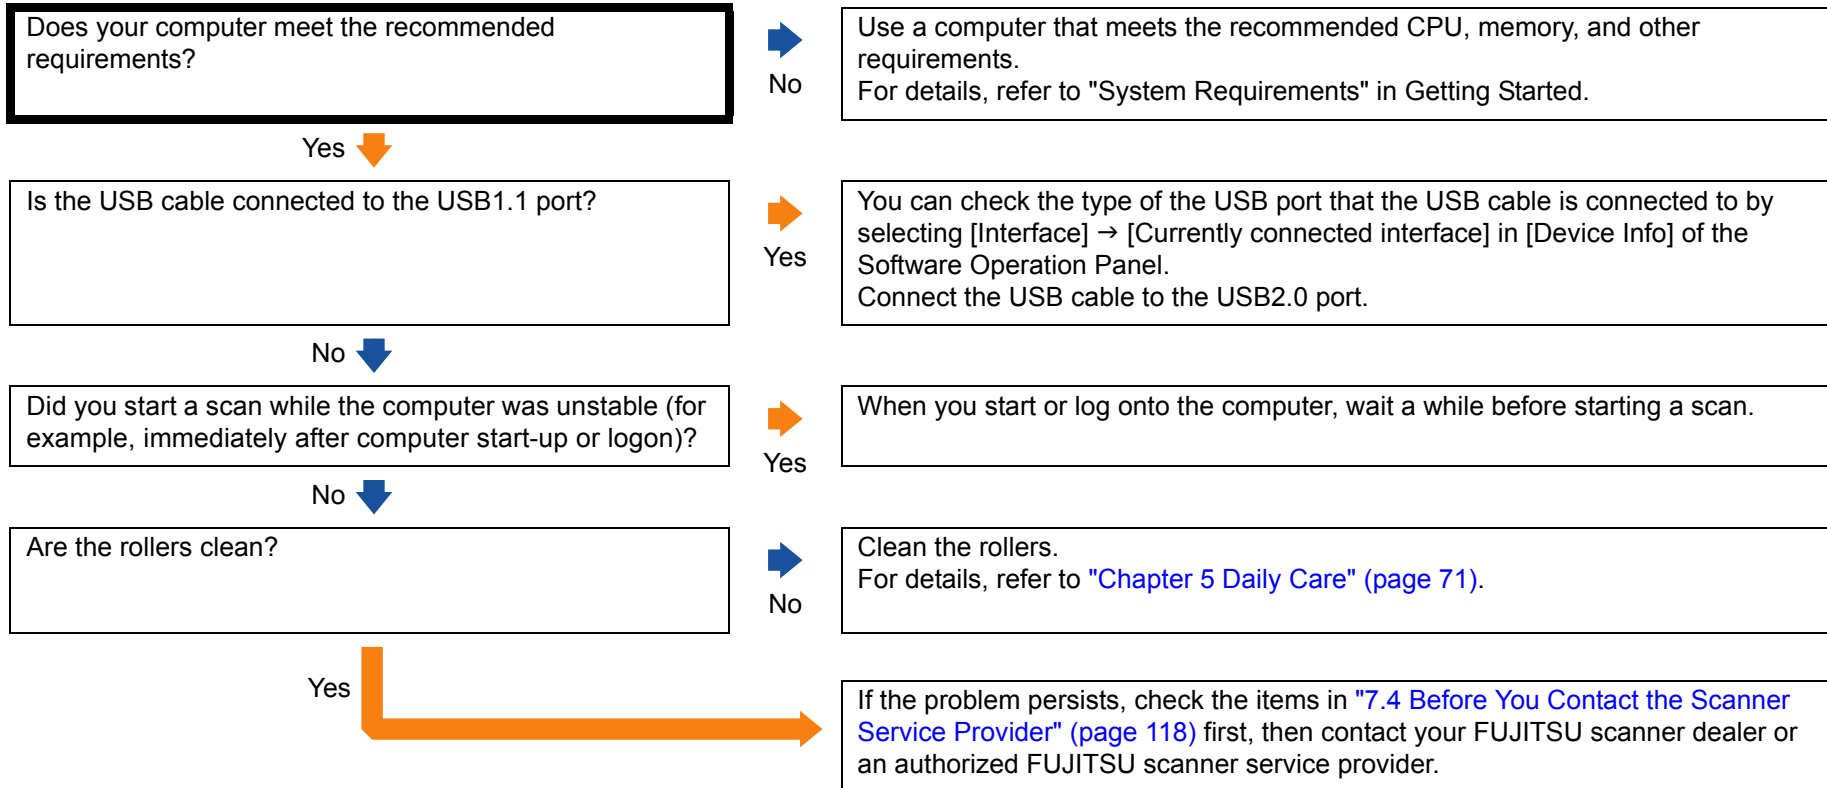 Does your computer meet the recommended
requirements?
No
Use a computer that meets the recommended CPU, memory, and other
requirements.
For details, refer to "System Requirements" in Getting Started.
Yes
Is the USB cable connected to the USB1.1 port?
Yes
You can check the type of the USB port that the USB cable is connected to by
selecting [Interface] → [Currently connected interface] in [Device Info] of the
Software Operation Panel.
Connect the USB cable to the USB2.0 port.
No
Did you start a scan while the computer was unstable (for
example, immediately after computer start-up or logon)?
Yes
When you start or log onto the computer, wait a while before starting a scan.
No
Are the rollers clean?
No
Clean the rollers.
For details, refer to "Chapter 5 Daily Care" (page 71).
Yes
If the problem persists, check the items in "7.4 Before You Contact the Scanner
Service Provider" (page 118) first, then contact your FUJITSU scanner dealer or
an authorized FUJITSU scanner service provider.